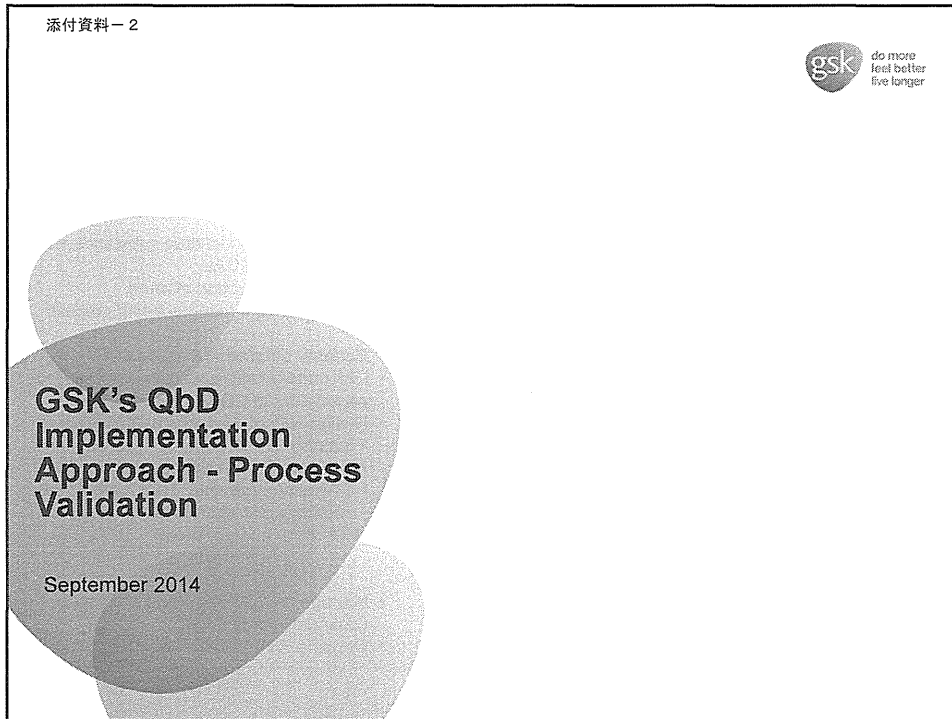 添付資料－2
gsk
do more
feel better
live longer
GSK's QbD
Implementation
Approach - Process
Validation
September 2014